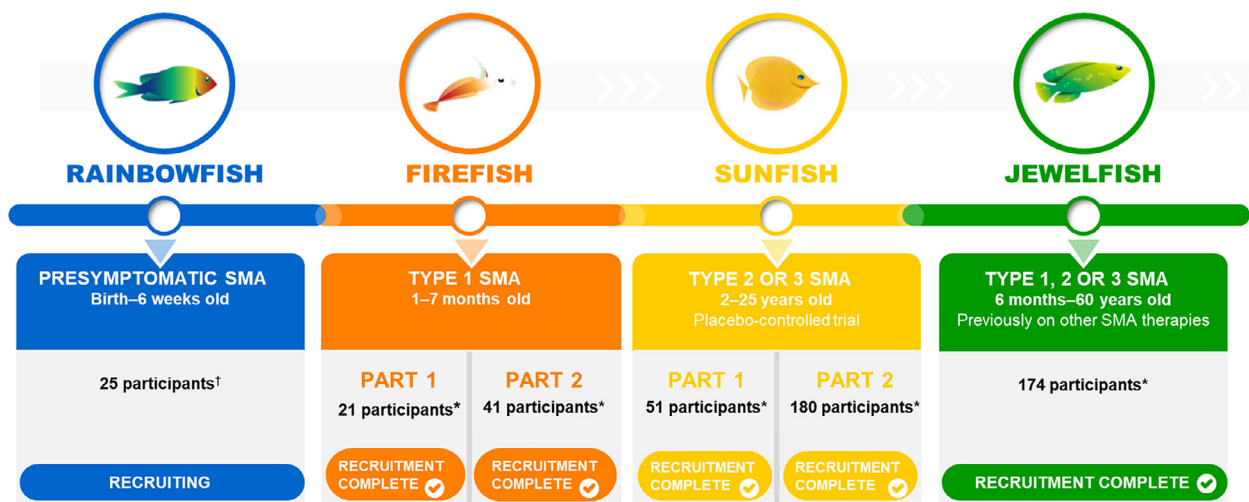 RAINBOWFISH
FIREFISH
SUNFISH
JEWELFISH
PRESYMPTOMATIC SMA
Birth–6 weeks old
25 participants†
RECRUITING
TYPE 1 SMA
1–7 months old
PART 1
21 participants*
RECRUITMENT
COMPLETE
PART 2
41 participants*
RECRUITMENT
COMPLETE
TYPE 2 OR 3 SMA
2–25 years old
Placebo-controlled trial
PART 1
51 participants*
RECRUITMENT
COMPLETE
PART 2
180 participants*
RECRUITMENT
COMPLETE
TYPE 1, 2 OR 3 SMA
6 months–60 years old
Previously on other SMA therapies
174 participants*
RECRUITMENT COMPLETE